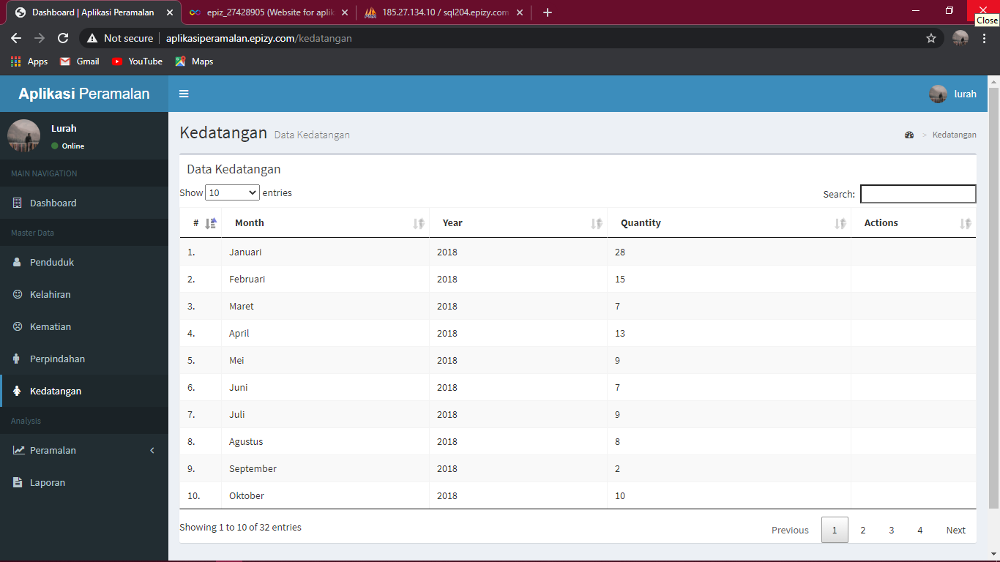 Dashboard | Aplikasi Peramalan
epiz_27428905 (Website for aplik
185.27.134.10 / sql204.epizy.com
Close
Not secure
aplikasiperamalan.epizy.com/kedatangan
Apps
Gmail
YouTube
Maps
Aplikasi Peramalan
lurah
Lurah
Online
MAIN NAVIGATION
Dashboard
Master Data
Penduduk
Kelahiran
Kematian
Perpindahan
Kedatangan
Analysis
Peramalan
Laporan
Kedatangan Data Kedatangan
> Kedatangan
Data Kedatangan
Show 10 entries
Search:
# Month Year Quantity Actions
1. Januari 2018 28
2. Februari 2018 15
3. Maret 2018 7
4. April 2018 13
5. Mei 2018 9
6. Juni 2018 7
7. Juli 2018 9
8. Agustus 2018 8
9. September 2018 2
10. Oktober 2018 10
Showing 1 to 10 of 32 entries
Previous 1 2 3 4 Next